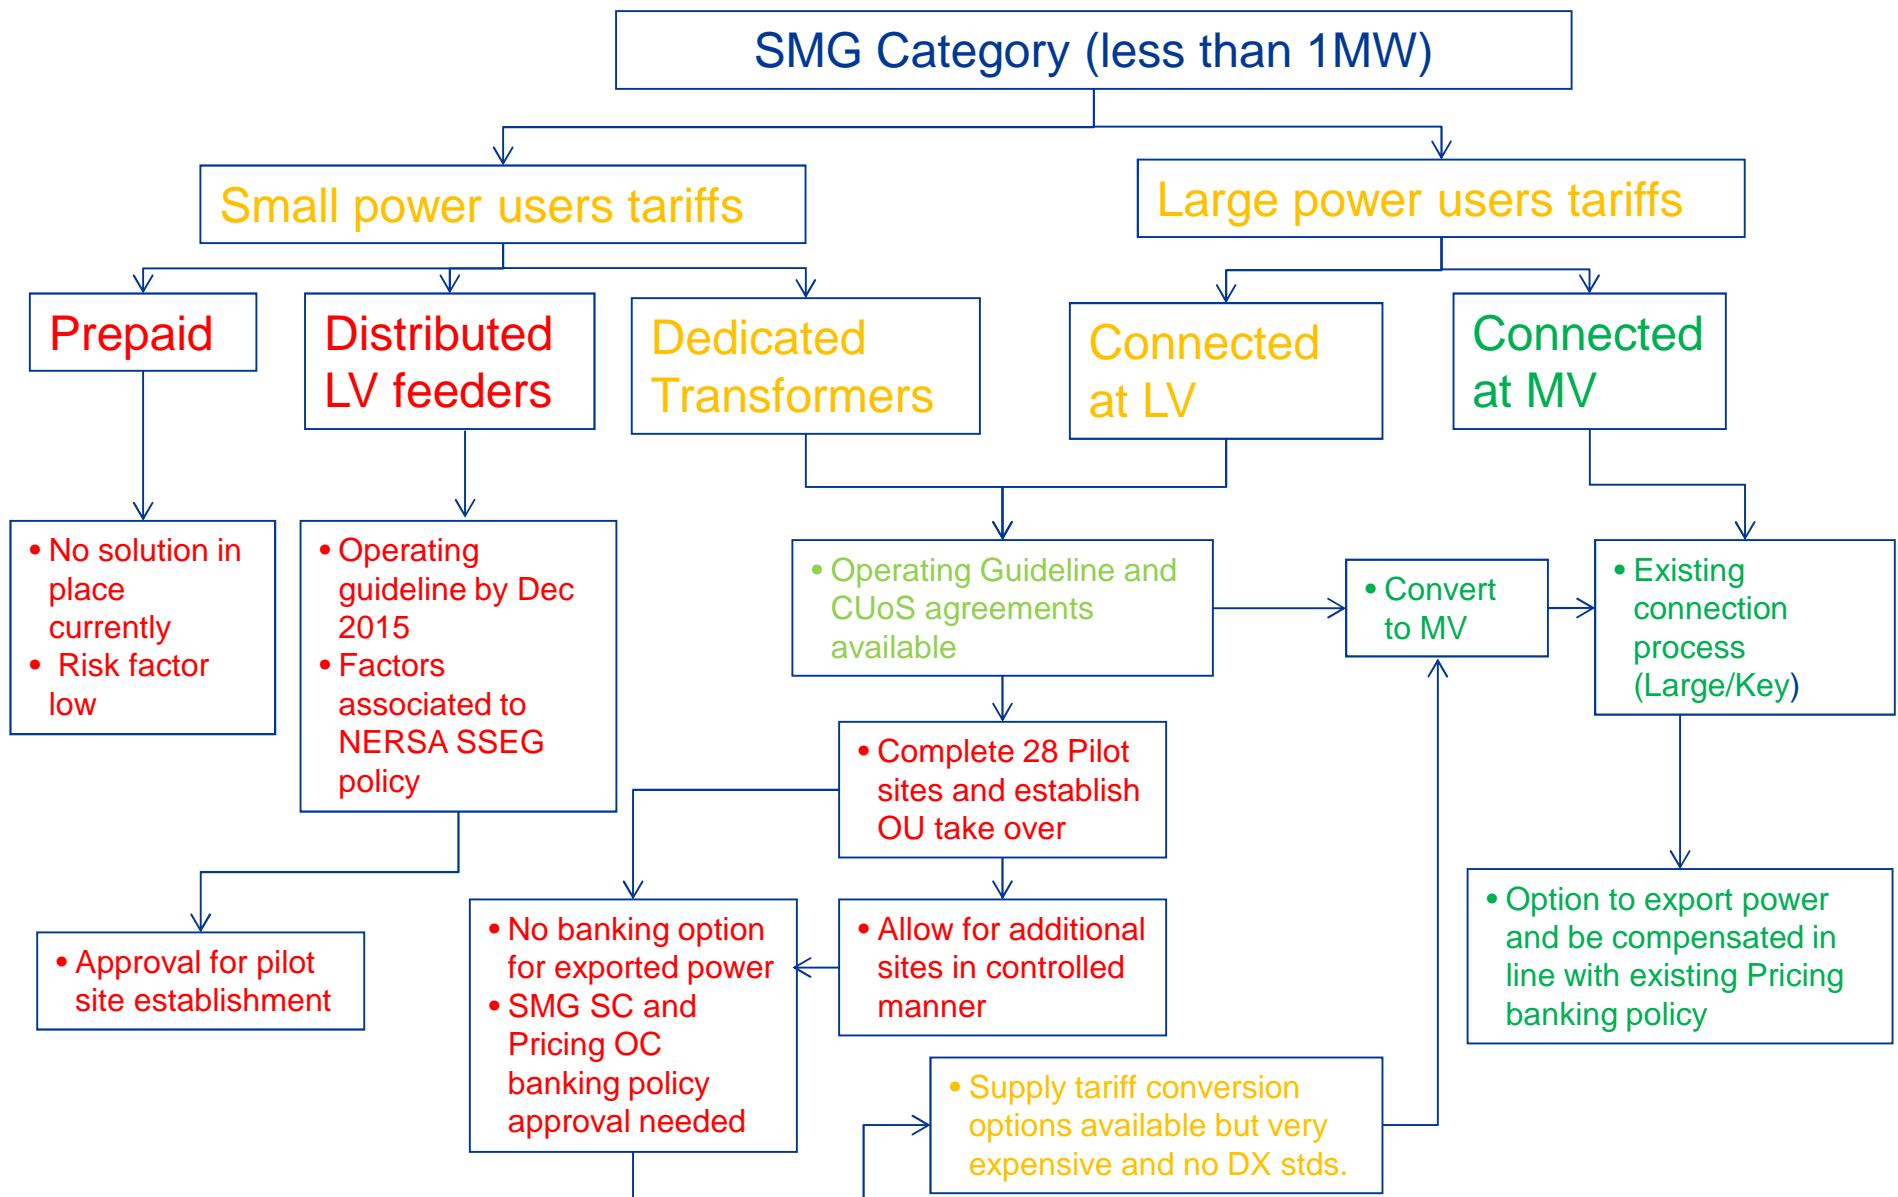 SMG Category (less than 1MW)
Small power users tariffs
Large power users tariffs
Prepaid
Distributed
LV feeders
Dedicated
Transformers
Connected
at LV
Connected
at MV
• No solution in
place
currently
• Risk factor
low
• Operating
guideline by Dec
2015
• Factors
associated to
NERSA SSEG
policy
• Operating Guideline and
CUoS agreements
available
• Convert
to MV
• Existing
connection
process
(Large/Key)
• Complete 28 Pilot
sites and establish
OU take over
• Approval for pilot
site establishment
• No banking option
for exported power
• SMG SC and
Pricing OC
banking policy
approval needed
• Allow for additional
sites in controlled
manner
• Option to export power
and be compensated in
line with existing Pricing
banking policy
• Supply tariff conversion
options available but very
expensive and no DX stds.